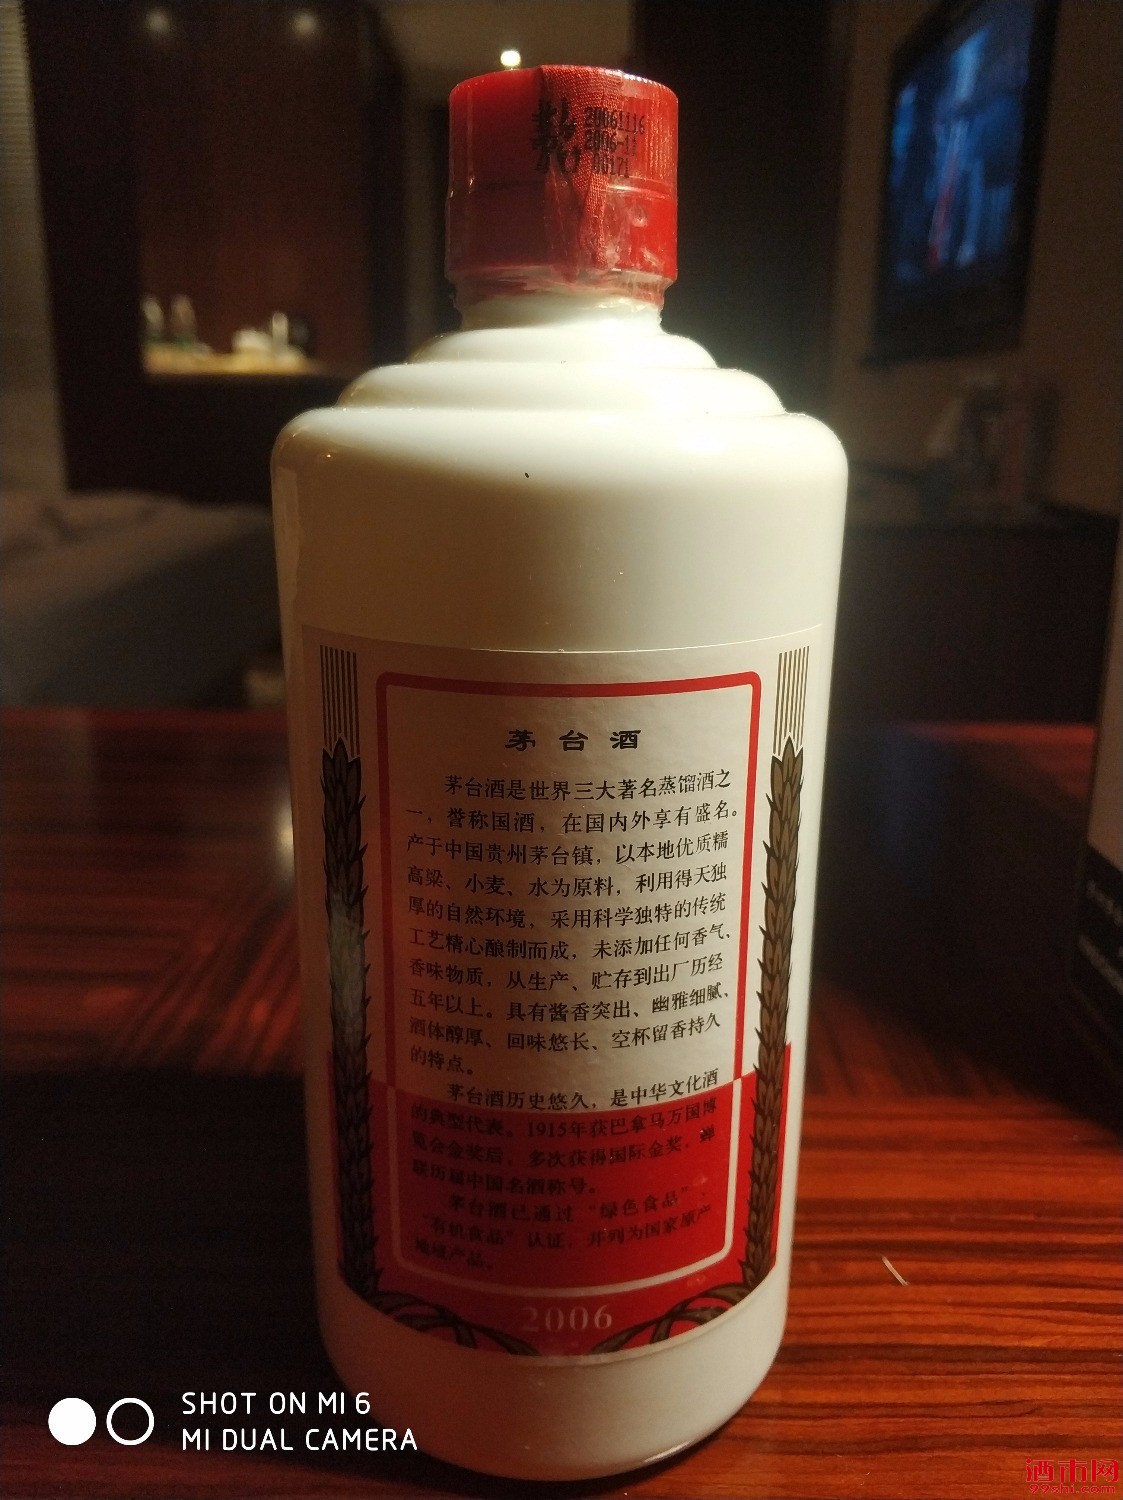 茅台
20061116
2006-11
茅台酒
茅台酒是世界三大著名蒸馏酒之
一，誉称国酒，在国内外享有盛名。
产于中国贵州茅台镇，以本地优质糯
高粱、小麦、水为原料，利用得天独
厚的自然环境，采用科学独特的传统
工艺精心酿制而成，未添加任何香气、
香味物质，从生产、贮存到出厂历经
五年以上。具有酱香突出、幽雅细腻、
酒体醇厚、回味悠长、空杯留香持久
的特点。
茅台酒历史悠久，是中华文化酒
的典型代表。1915年获巴拿马万国博
览会金奖后，多次获得国际金奖，蝉
联历届中国名酒称号。
茅台酒已通过“绿色食品”、
“有机食品”认证，并列为国家原产
地域产品。
2006
SHOT ON MI 6
MI DUAL CAMERA
酒市网
99shi.com